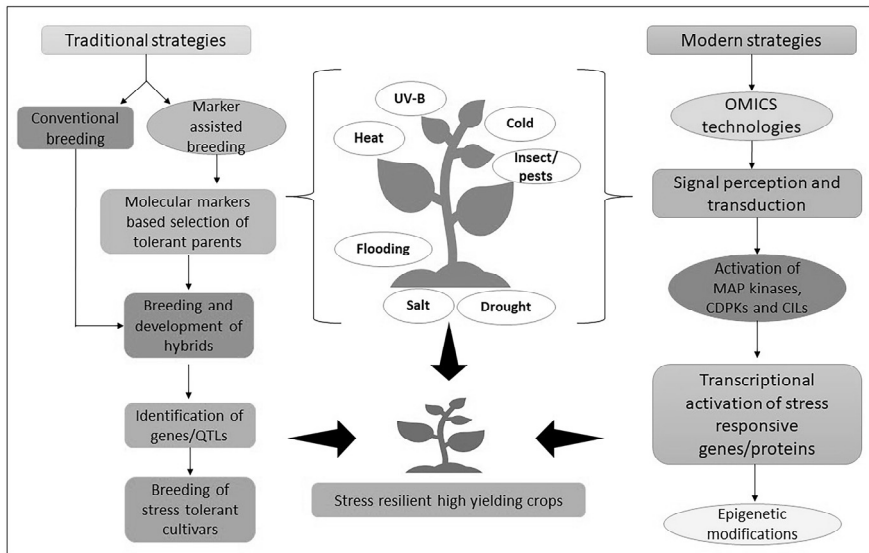 Traditional strategies
Conventional
breeding
Marker
assisted
breeding
Molecular markers
based selection of
tolerant parents
Breeding and
development of
hybrids
Identification of
genes/QTLs
Breeding of
stress tolerant
cultivars
UV-B
Cold
Heat
Insect/
pests
Flooding
Salt
Drought
Stress resilient high yielding crops
Modern strategies
OMICS
technologies
Signal perception and
transduction
Activation of
MAP kinases,
CDPKs and CILs
Transcriptional
activation of stress
responsive
genes/proteins
Epigenetic
modifications